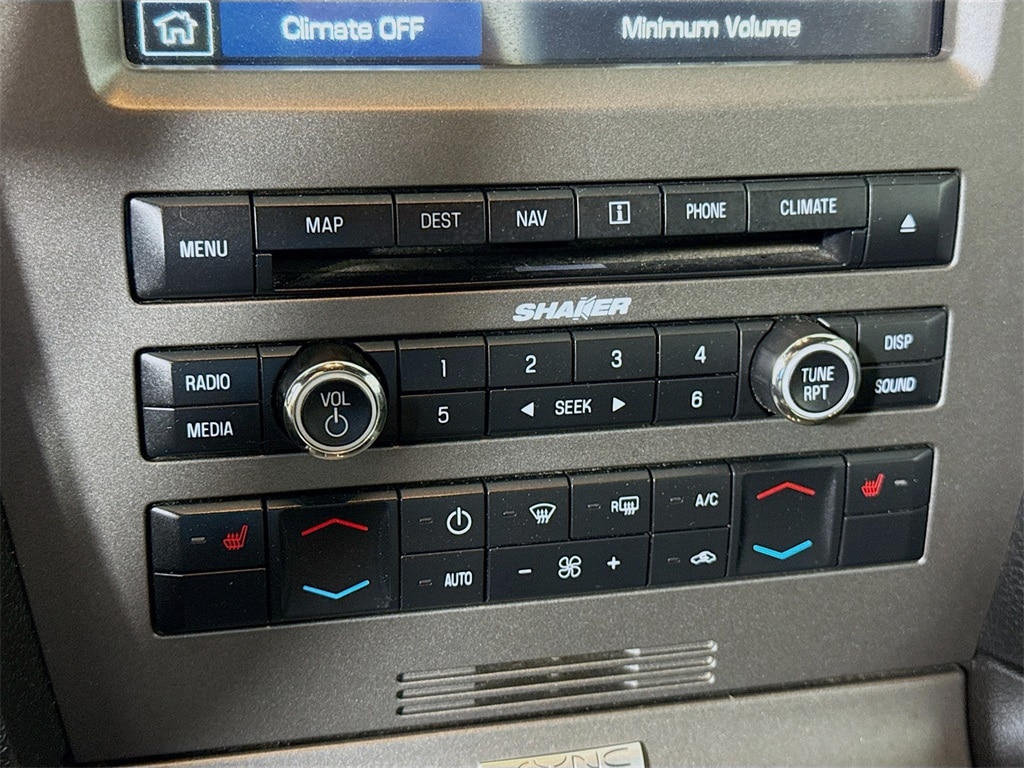 Climate OFF
Minimum Volume
MENU
MAP
DEST
NAV
i
PHONE
CLIMATE
SHAKER
RADIO
MEDIA
VOL
1
2
3
4
5
SEEK
6
TUNE
RPT
DISP
SOUND
R
A/C
AUTO
- +
SYNC